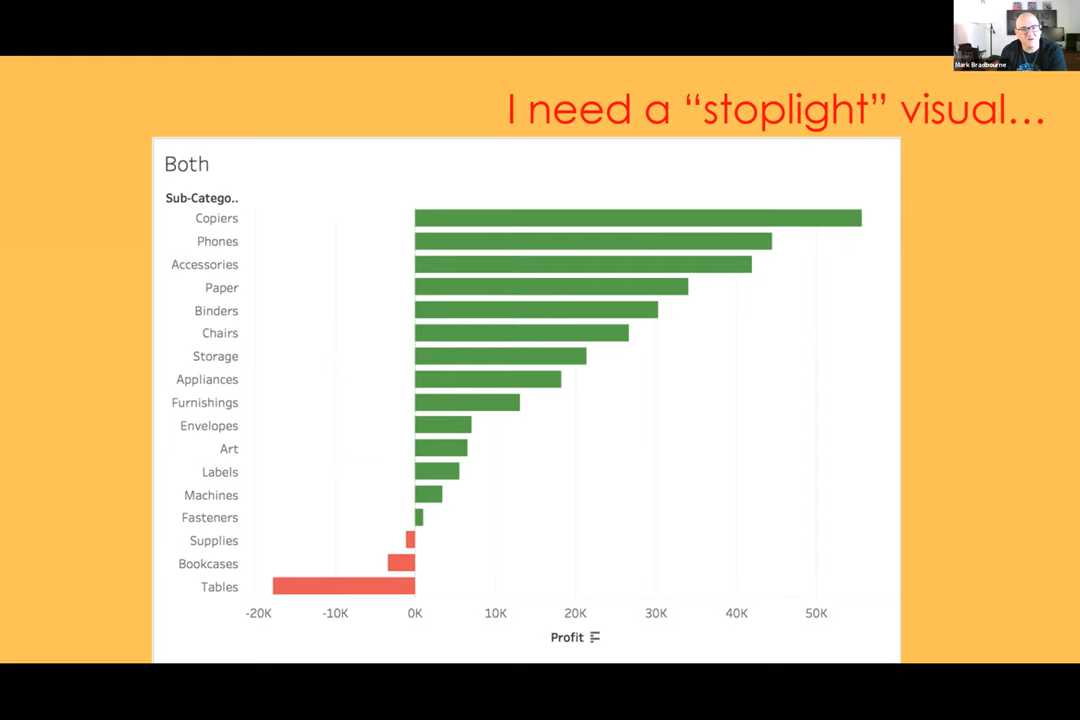 Mark Bradbourne
I need a “stoplight” visual...
Both
Sub-Catego..
Copiers
Phones
Accessories
Paper
Binders
Chairs
Storage
Appliances
Furnishings
Envelopes
Art
Labels
Machines
Fasteners
Supplies
Bookcases
Tables
-20K -10K 0K 10K 20K 30K 40K 50K
Profit